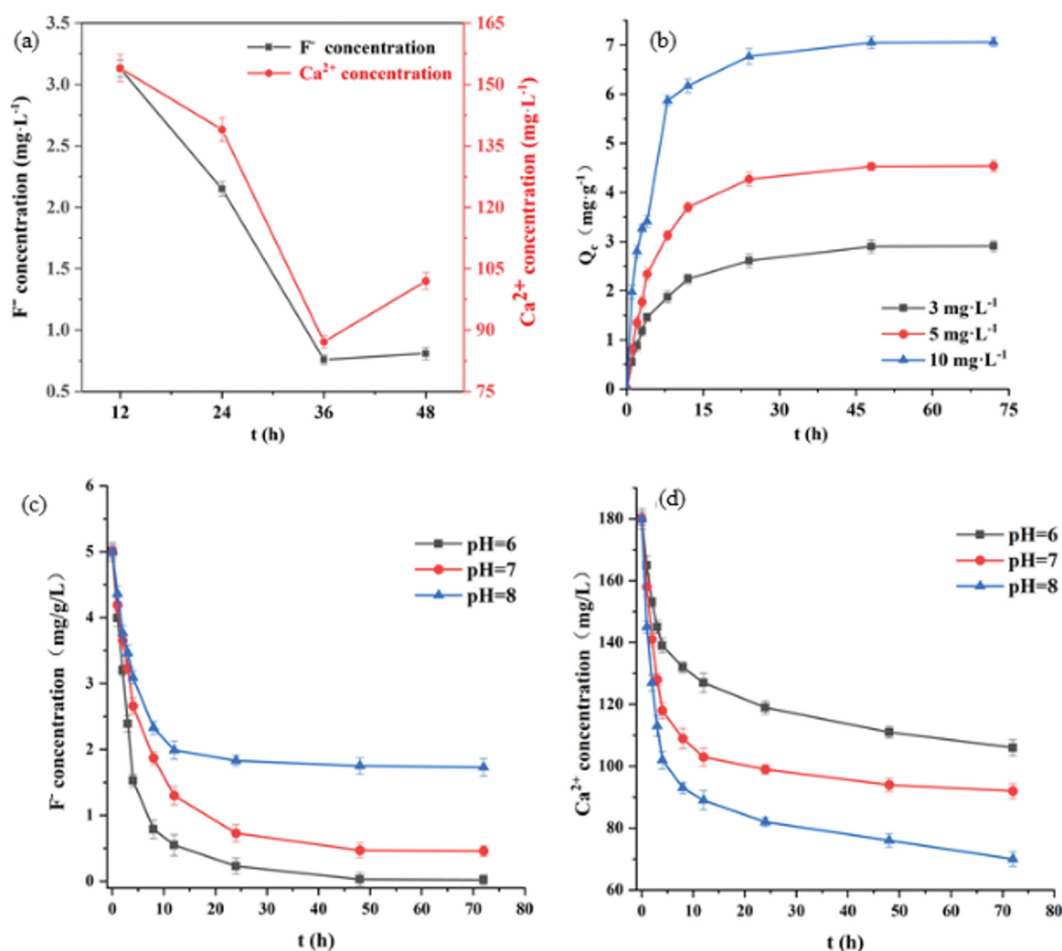 (a)
F⁻ concentration
Ca²⁺ concentration
F⁻ concentration (mg·L⁻¹)
3.5
3.0
2.5
2.0
1.5
1.0
0.5
Ca²⁺ concentration (mg·L⁻¹)
165
150
135
120
105
90
75
12 24 36 48
t (h)
(b)
Qₑ (mg·g⁻¹)
7
6
5
4
3
2
1
0
3 mg·L⁻¹
5 mg·L⁻¹
10 mg·L⁻¹
0 15 30 45 60 75
t (h)
(c)
F⁻ concentration (mg/g/L)
6
5
4
3
2
1
0
pH=6
pH=7
pH=8
0 10 20 30 40 50 60 70 80
t (h)
(d)
Ca²⁺ concentration (mg/L)
180
160
140
120
100
80
60
pH=6
pH=7
pH=8
0 10 20 30 40 50 60 70 80
t (h)